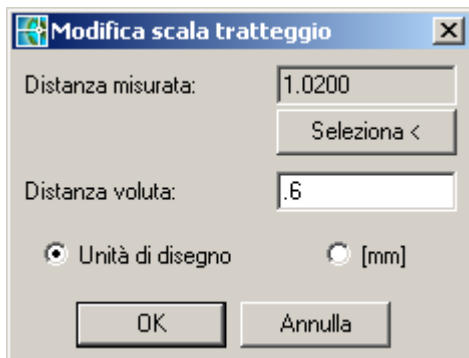 Modifica scala tratteggio
Distanza misurata: 1.0200
Seleziona <
Distanza voluta: .6
Unità di disegno [mm]
OK Annulla